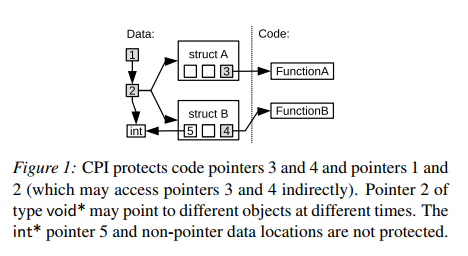 Data:
Code:
1
struct A
3
FunctionA
2
struct B
FunctionB
int
5
4
Figure 1: CPI protects code pointers 3 and 4 and pointers 1 and
2 (which may access pointers 3 and 4 indirectly). Pointer 2 of
type void* may point to different objects at different times. The
int* pointer 5 and non-pointer data locations are not protected.